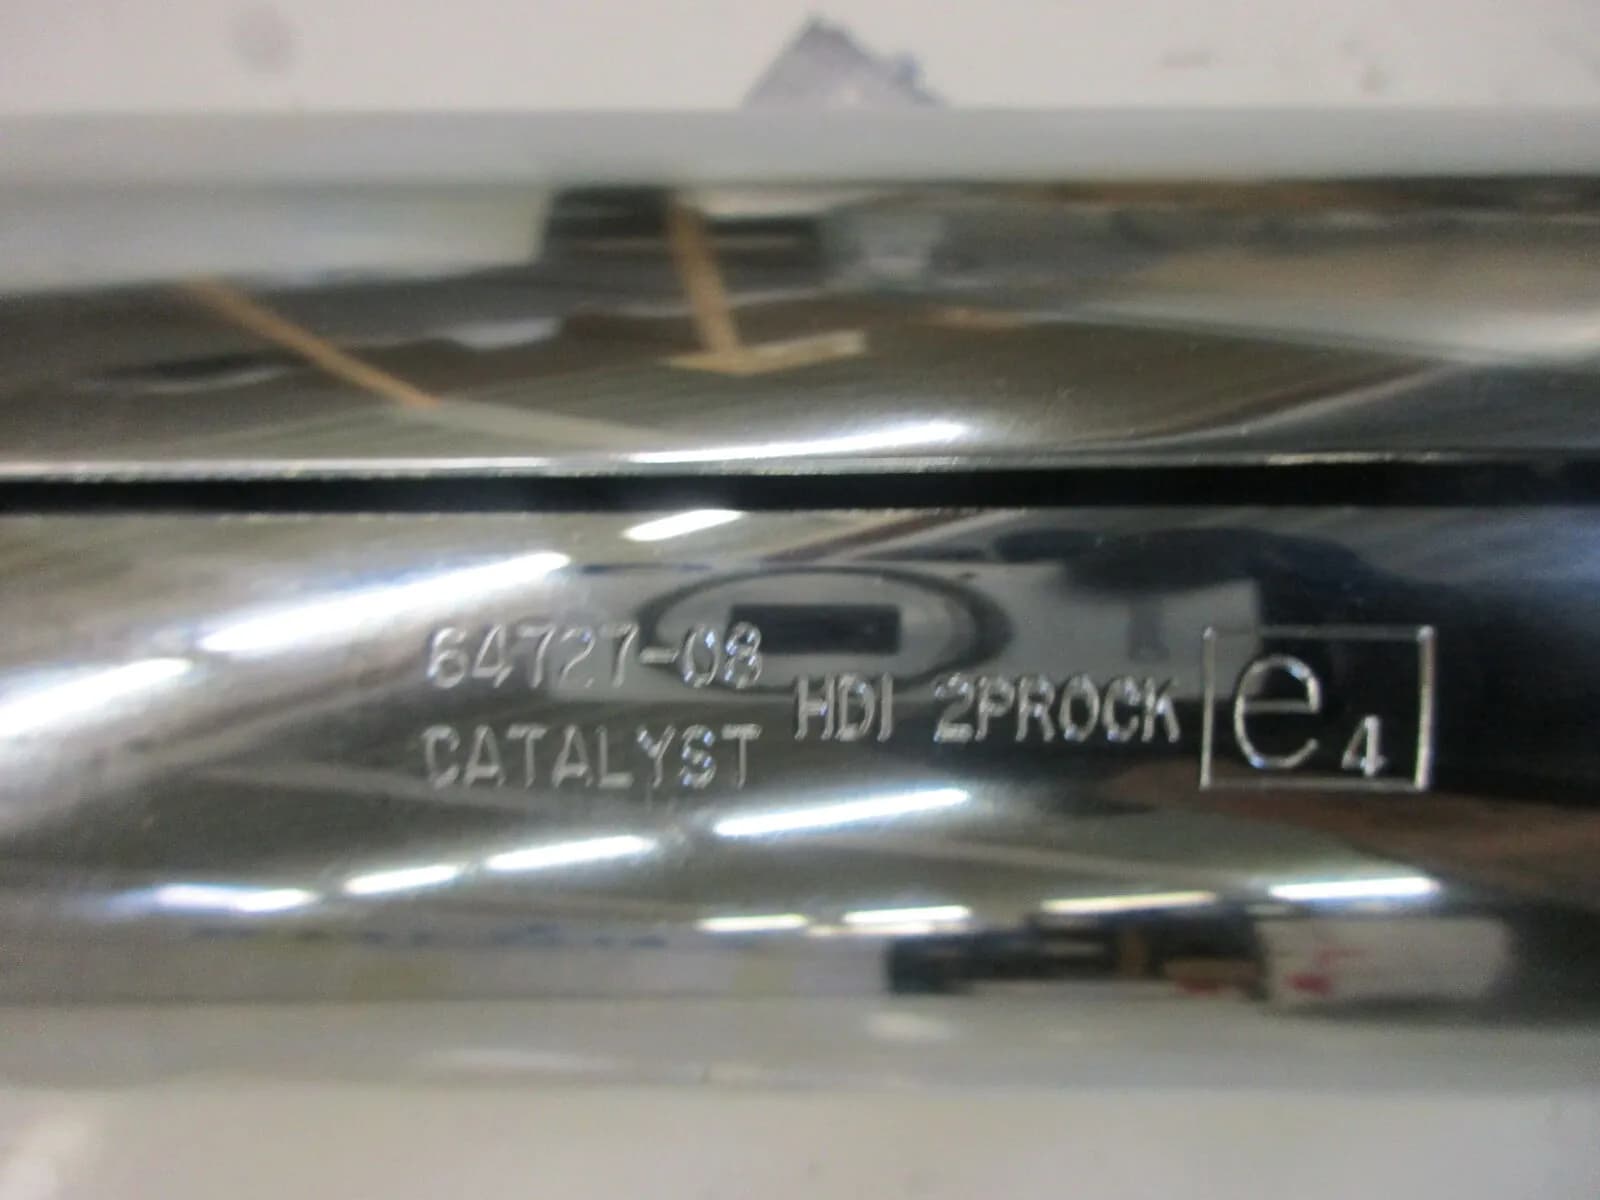 64727-08
CATALYST
HDI 2PROCK e4